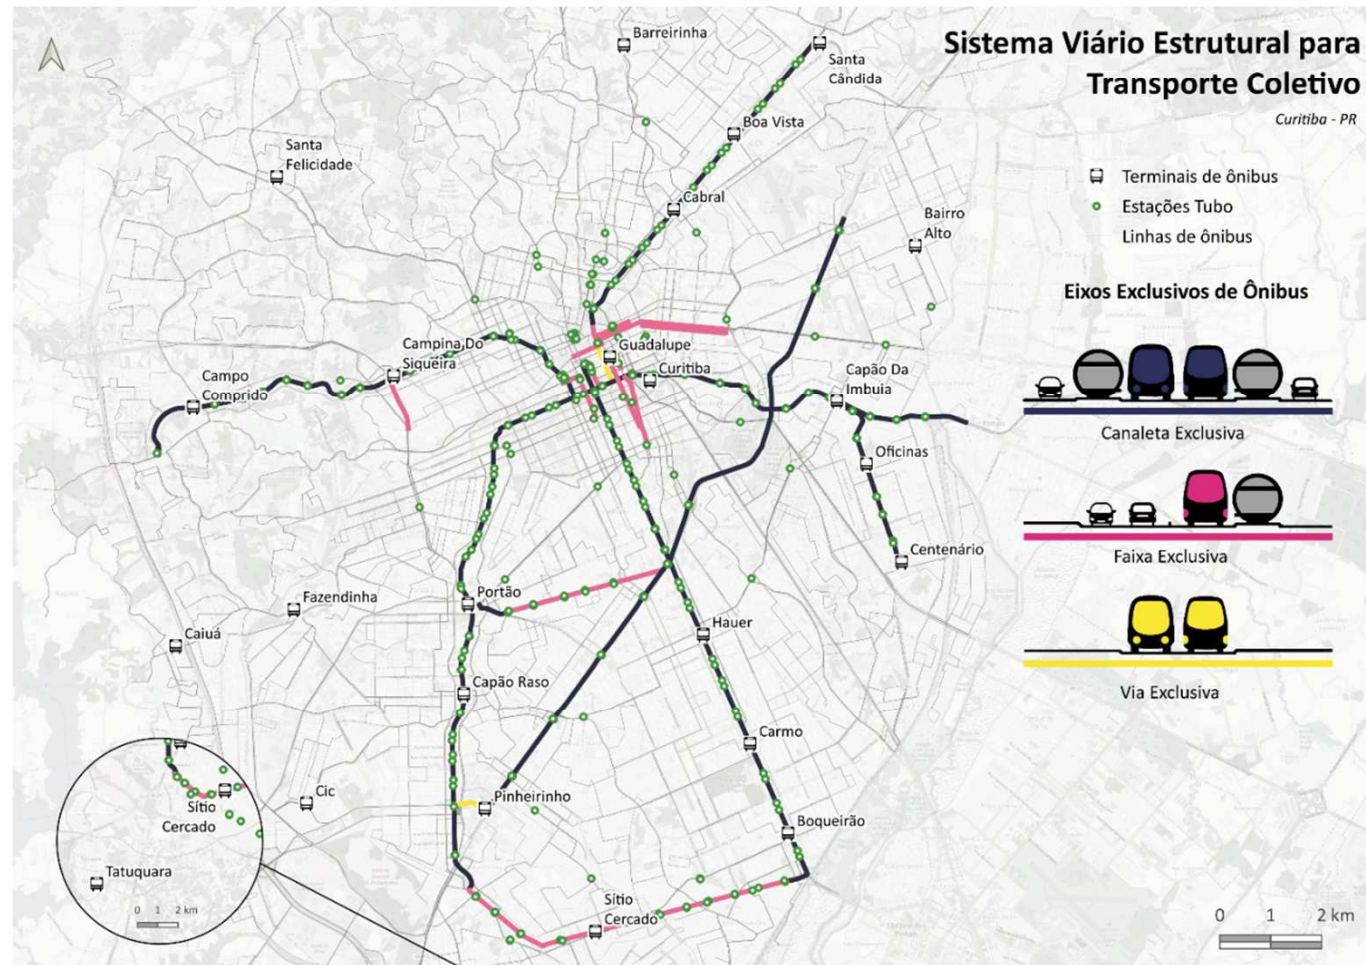 Sistema Viário Estrutural para
Transporte Coletivo
Curitiba - PR
Terminais de ônibus
Estações Tubo
Linhas de ônibus
Eixos Exclusivos de Ônibus
Canaleta Exclusiva
Faixa Exclusiva
Via Exclusiva
Barreirinha
Santa
Cândida
Boa Vista
Santa
Felicidade
Cabral
Bairro
Alto
Campina Do
Siqueira
Guadalupe
Curitiba
Capão Da
Imbuia
Campo
Comprido
Oficinas
Centenário
Portão
Fazendinha
Hauer
Caiuá
Capão Raso
Carmo
Cic
Pinheirinho
Boqueirão
Sítio
Cercado
Sítio
Cercado
Tatuquara
0 1 2 km
0 1 2 km